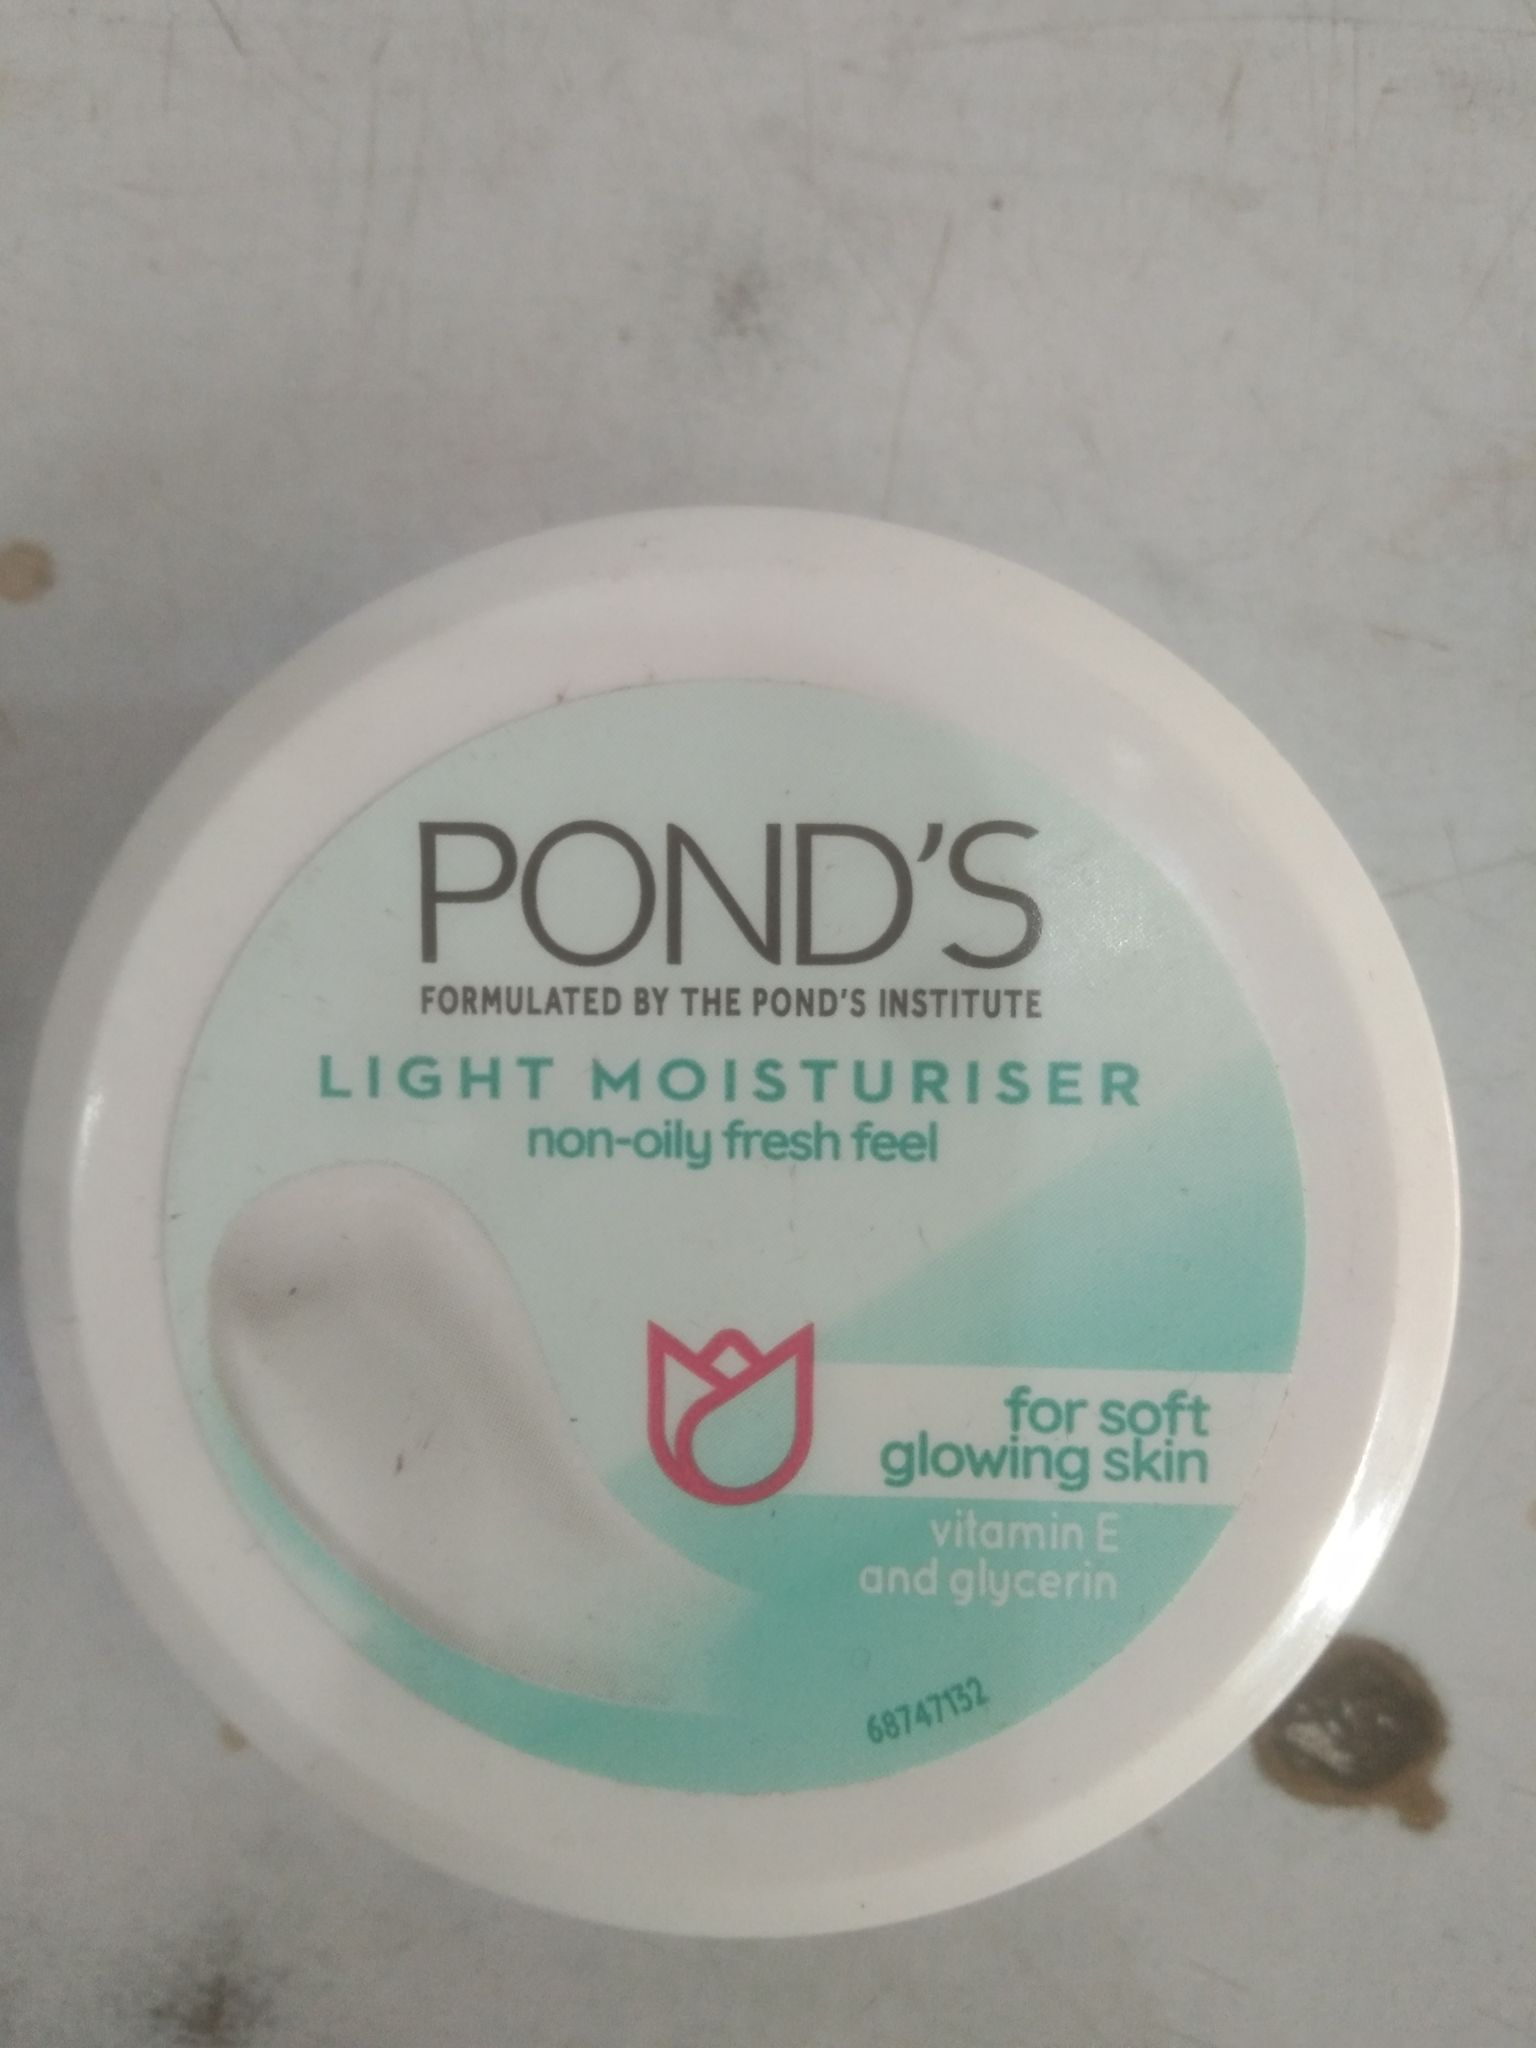 POND'S
FORMULATED BY THE POND'S INSTITUTE
LIGHT MOISTURISER
non-oily fresh feel
for soft
glowing skin
vitamin E
and glycerin
68747132